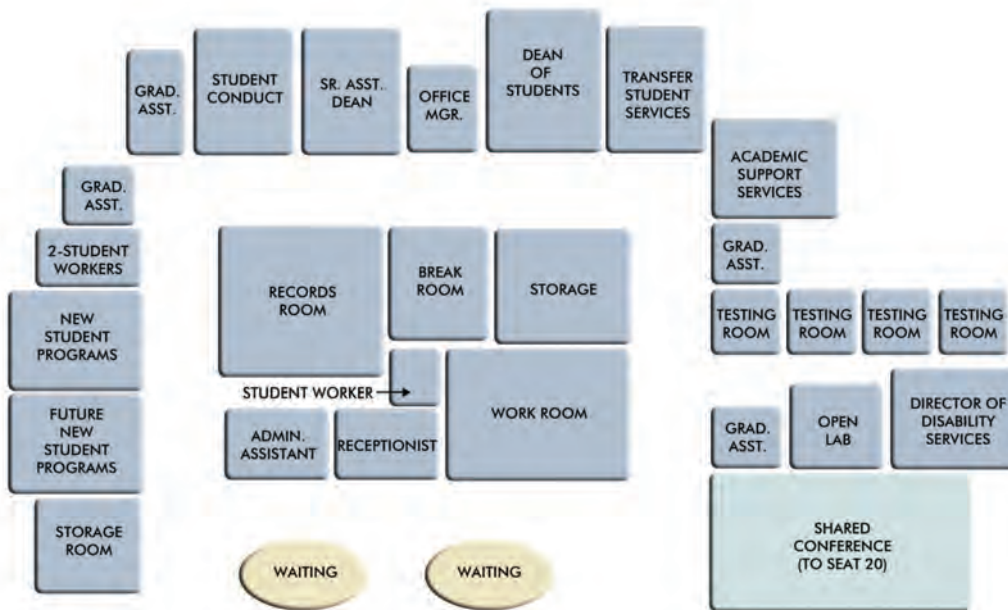 GRAD.
ASST.
STUDENT
CONDUCT
SR. ASST.
DEAN
OFFICE
MGR.
DEAN
OF
STUDENTS
TRANSFER
STUDENT
SERVICES
ACADEMIC
SUPPORT
SERVICES
GRAD.
ASST.
2-STUDENT
WORKERS
NEW
STUDENT
PROGRAMS
FUTURE
NEW
STUDENT
PROGRAMS
STORAGE
ROOM
RECORDS
ROOM
BREAK
ROOM
STORAGE
STUDENT WORKER
WORK ROOM
ADMIN.
ASSISTANT
RECEPTIONIST
WAITING
WAITING
GRAD.
ASST.
TESTING
ROOM
TESTING
ROOM
TESTING
ROOM
TESTING
ROOM
GRAD.
ASST.
OPEN
LAB
DIRECTOR OF
DISABILITY
SERVICES
SHARED
CONFERENCE
(TO SEAT 20)